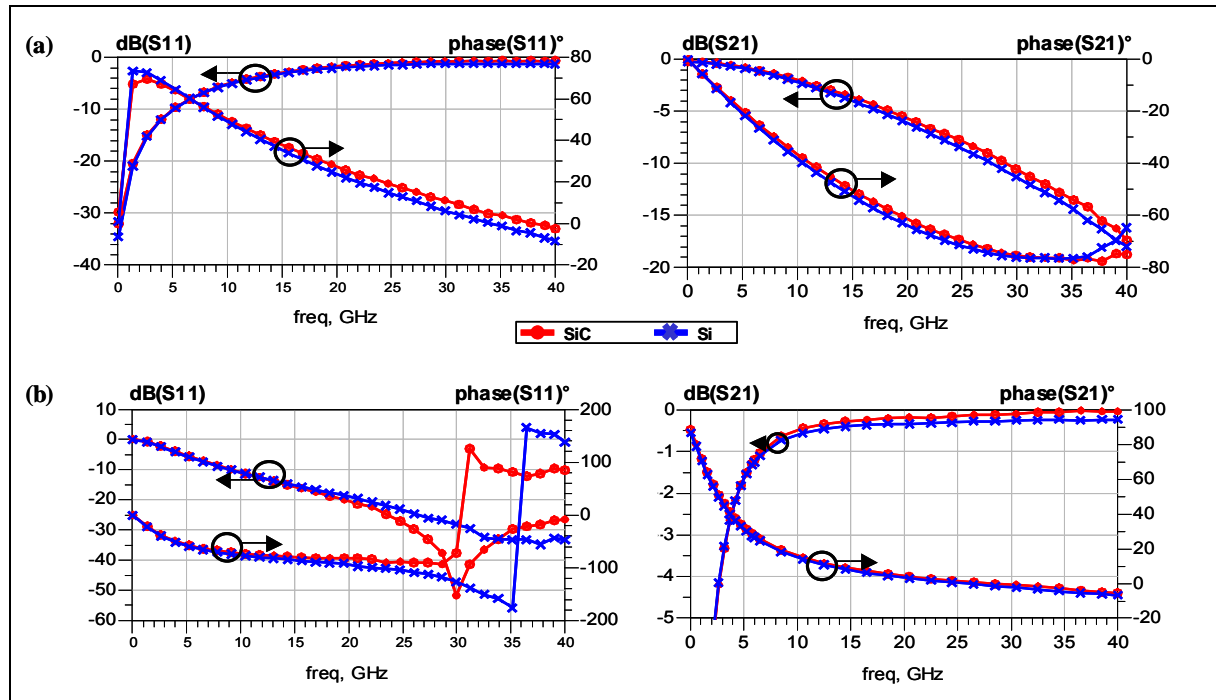 (a)
dB(S11) phase(S11)°
0 80
-10 60
-20 40
-30 20
-40 0
-20
0 5 10 15 20 25 30 35 40
freq, GHz
dB(S21) phase(S21)°
0 0
-5 -20
-10 -40
-15 -60
-20 -80
0 5 10 15 20 25 30 35 40
freq, GHz
SiC Si
(b)
dB(S11) phase(S11)°
10 200
0 100
-10 0
-20 -100
-30 -200
-40
-50
-60
0 5 10 15 20 25 30 35 40
freq, GHz
dB(S21) phase(S21)°
0 100
-1 80
-2 60
-3 40
-4 20
-5 0
-20
0 5 10 15 20 25 30 35 40
freq, GHz